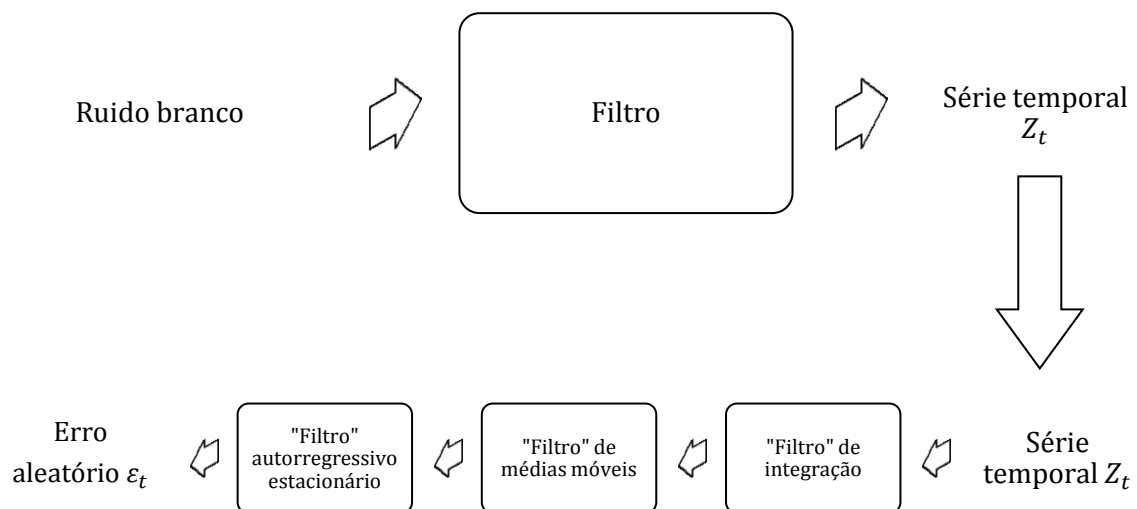 Ruido branco
Filtro
Série temporal
Z_t
Erro
aleatório ε_t
"Filtro"
autorregressivo
estacionário
"Filtro" de
médias móveis
"Filtro" de
integração
Série
temporal Z_t